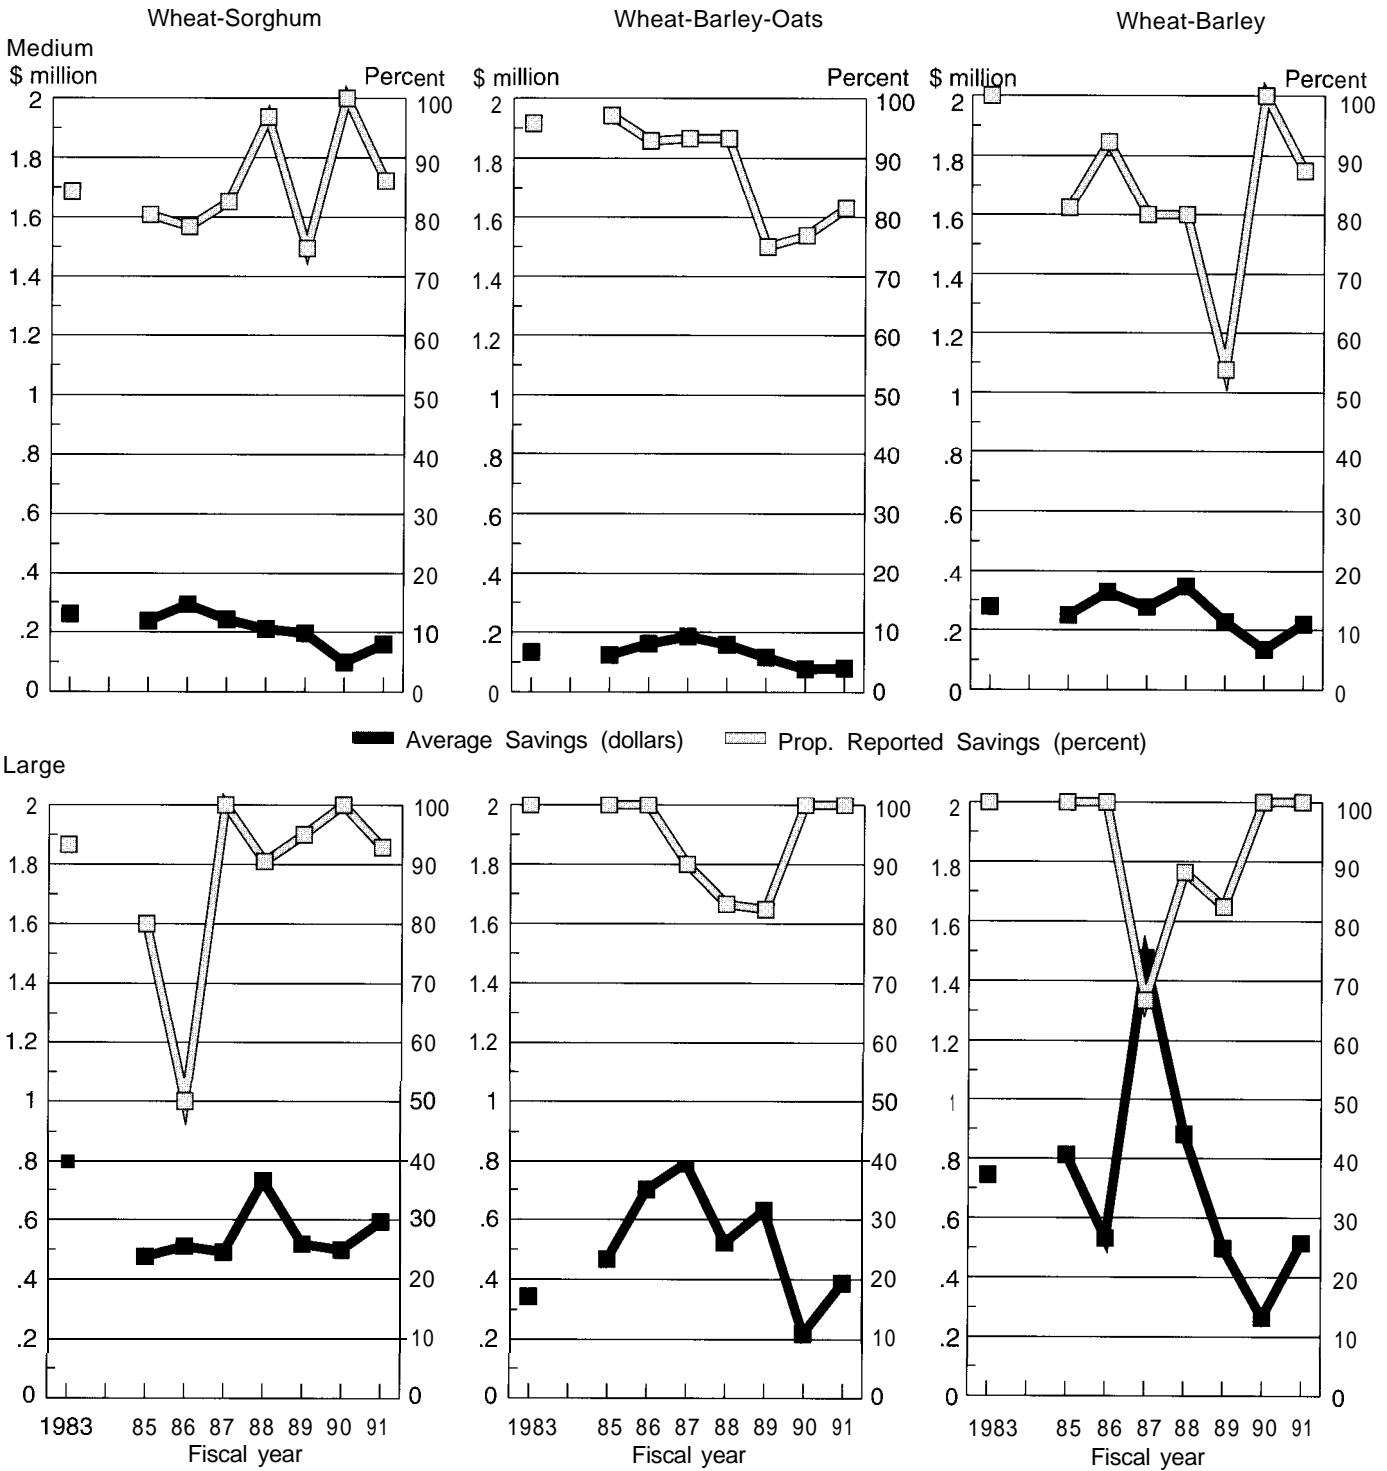 Wheat-Sorghum Wheat-Barley-Oats Wheat-Barley
Medium
$ million Percent $ million Percent $ million Percent
2 100 2 100 2 100
1.8 90 1.8 90 1.8 90
1.6 80 1.6 80 1.6 80
1.4 70 1.4 70 1.4 70
1.2 60 1.2 60 1.2 60
1 50 1 50 1 50
.8 40 .8 40 .8 40
.6 30 .6 30 .6 30
.4 20 .4 20 .4 20
.2 10 .2 10 .2 10
0 0 0 0 0 0
Average Savings (dollars) Prop. Reported Savings (percent)
Large
2 100 2 100 2 100
1.8 90 1.8 90 1.8 90
1.6 80 1.6 80 1.6 80
1.4 70 1.4 70 1.4 70
1.2 60 1.2 60 1.2 60
1 50 1 50 1 50
.8 40 .8 40 .8 40
.6 30 .6 30 .6 30
.4 20 .4 20 .4 20
.2 10 .2 10 .2 10
0 0 0 0 0 0
1983 85 86 87 88 89 90 91 1983 85 86 87 88 89 90 91 1983 85 86 87 88 89 90 91
Fiscal year Fiscal year Fiscal year